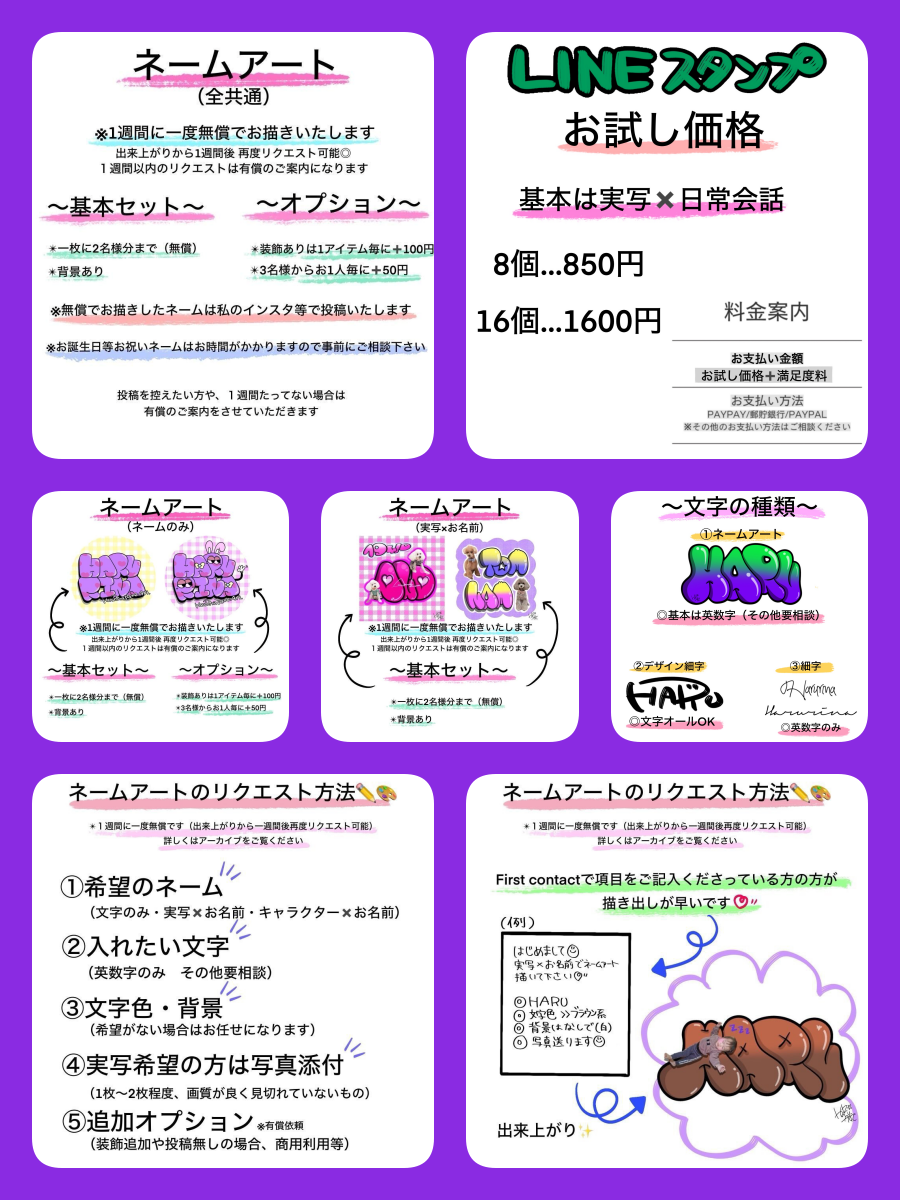 ネームアート
（全共通）
※1週間に一度無償でお描きいたします
出来上がりから1週間後 再度リクエスト可能◎
１週間以内のリクエストは有償のご案内になります
〜基本セット〜
〜オプション〜
＊一枚に2名様分まで（無償）
＊背景あり
＊装飾ありは1アイテム毎に＋100円
＊3名様からお1人毎に＋50円
※無償でお描きしたネームは私のインスタ等で投稿いたします
※お誕生日等お祝いネームはお時間がかかりますので事前にご相談下さい
投稿を控えたい方や、１週間たってない場合は
有償のご案内をさせていただきます
LINEスタンプ
お試し価格
基本は実写✖️日常会話
8個...850円
16個...1600円
料金案内
お支払い金額
お試し価格＋満足度料
お支払い方法
PAYPAY/郵貯銀行/PAYPAL
※その他のお支払い方法はご相談ください
ネームアート
（ネームのみ）
※1週間に一度無償でお描きいたします
出来上がりから1週間後 再度リクエスト可能◎
１週間以内のリクエストは有償のご案内になります
〜基本セット〜
〜オプション〜
＊一枚に2名様分まで（無償）
＊背景あり
＊装飾ありは1アイテム毎に＋100円
＊3名様からお1人毎に＋50円
ネームアート
（実写×お名前）
※1週間に一度無償でお描きいたします
出来上がりから1週間後 再度リクエスト可能◎
１週間以内のリクエストは有償のご案内になります
〜基本セット〜
＊一枚に2名様分まで（無償）
＊背景あり
〜文字の種類〜
①ネームアート
HARU
◎基本は英数字（その他要相談）
②デザイン細字
HARU
◎文字オールOK
③細字
Harurina
Harurina
◎英数字のみ
ネームアートのリクエスト方法✏️🎨
＊１週間に一度無償です（出来上がりから一週間後再度リクエスト可能）
詳しくはアーカイブをご覧ください
①希望のネーム
（文字のみ・実写✖️お名前・キャラクター✖️お名前）
②入れたい文字
（英数字のみ　その他要相談）
③文字色・背景
（希望がない場合はお任せになります）
④実写希望の方は写真添付
（1枚〜2枚程度、画質が良く見切れていないもの）
⑤追加オプション ※有償依頼
（装飾追加や投稿無しの場合、商用利用等）
ネームアートのリクエスト方法✏️🎨
＊１週間に一度無償です（出来上がりから一週間後再度リクエスト可能）
詳しくはアーカイブをご覧ください
First contactで項目をご記入くださっている方の方が
描き出しが早いです
(例)
はじめまして
実写×お名前でネームアート
描いて下さい
◎HARU
◎文字色 >>ブラウン系
◎背景はなしで(白)
◎写真送ります
出来上がり✨